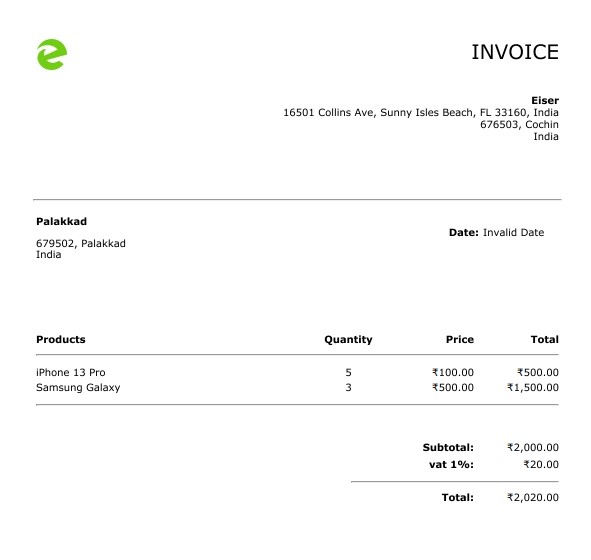 INVOICE
Eiser
16501 Collins Ave, Sunny Isles Beach, FL 33160, India
676503, Cochin
India
Palakkad
679502, Palakkad
India
Date: Invalid Date
Products Quantity Price Total
iPhone 13 Pro 5 ₹100.00 ₹500.00
Samsung Galaxy 3 ₹500.00 ₹1,500.00
Subtotal: ₹2,000.00
vat 1%: ₹20.00
Total: ₹2,020.00